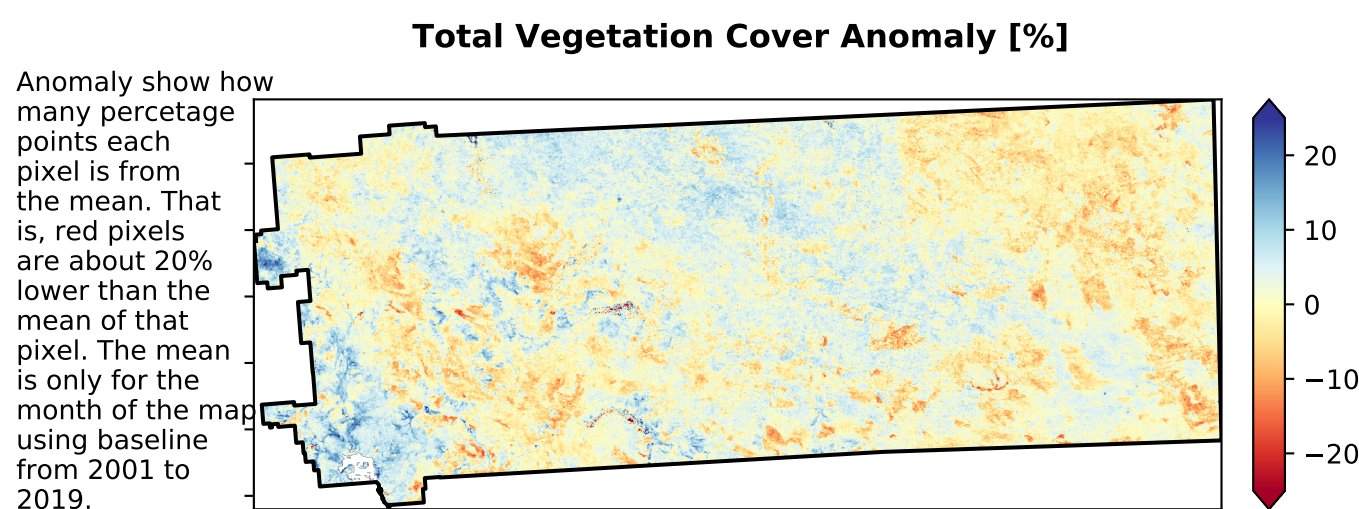 Total Vegetation Cover Anomaly [%]
Anomaly show how
many percetage
points each
pixel is from
the mean. That
is, red pixels
are about 20%
lower than the
mean of that
pixel. The mean
is only for the
month of the map
using baseline
from 2001 to
2019.
20
10
0
−10
−20